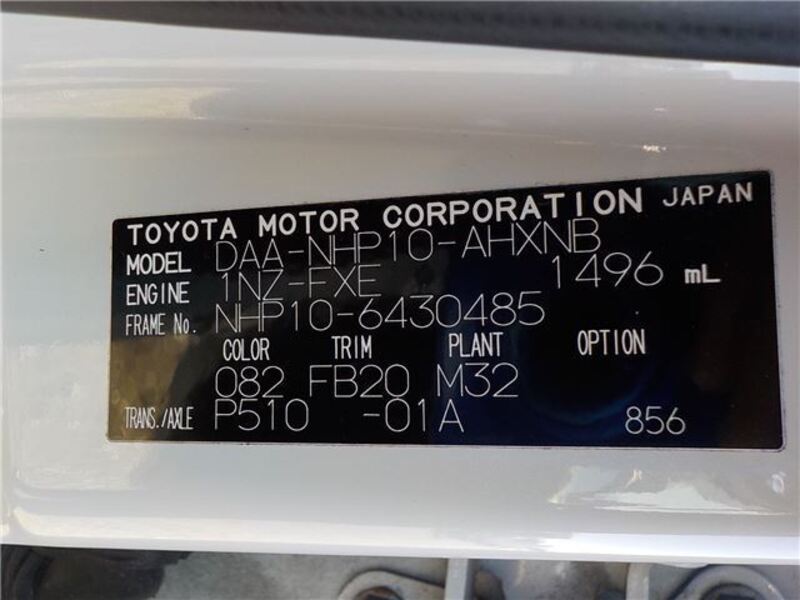 TOYOTA MOTOR CORPORATION JAPAN
MODEL DAA-NHP10-AHXNB
ENGINE 1NZ-FXE 1496 mL
FRAME No. NHP10-6430485
COLOR TRIM PLANT OPTION
082 FB20 M32
TRANS./AXLE P510 -01A 856